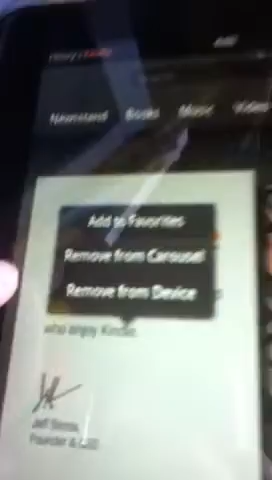 Newsstand Books Music Video
Add to Favorites
Remove from Carousel
Remove from Device
who enjoy Kindle.
Jeff Bezos
Founder & CEO